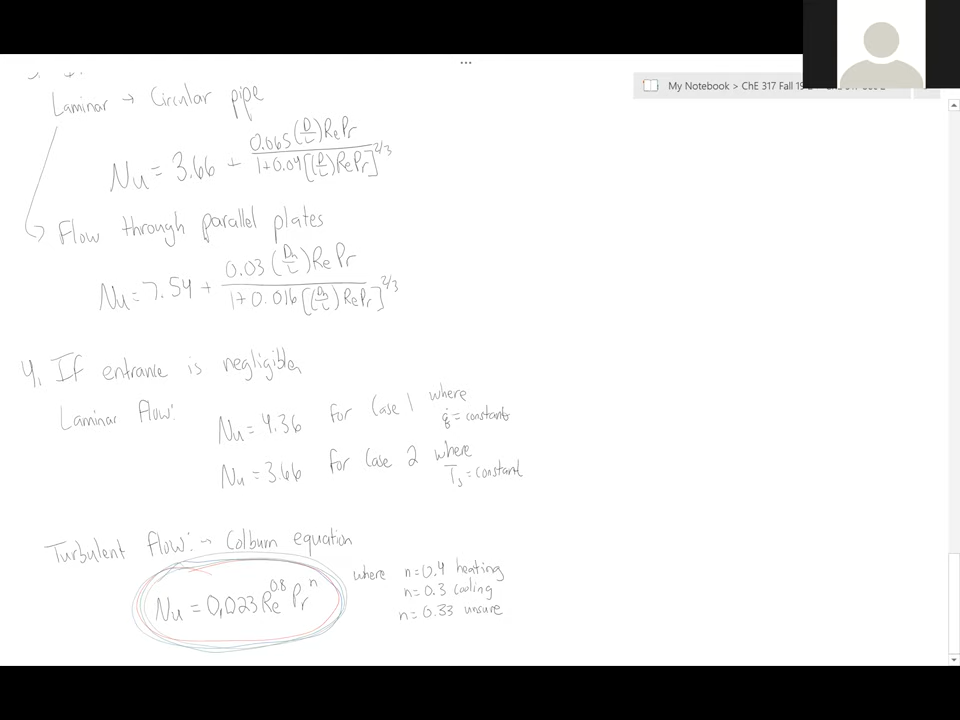 My Notebook > ChE 317 Fall 19
Laminar → Circular pipe
Nu = 3.66 + 0.065 (D/L) Re Pr / 1+0.04 [(D/L) Re Pr]^2/3
Flow through parallel plates
Nu = 7.54 + 0.03 (Dh/L) Re Pr / 1+0.016 [(Dh/L) Re Pr]^2/3
4. If entrance is negligible
Laminar flow: Nu = 4.36 for Case 1 where q̇ = constant
Nu = 3.66 for Case 2 where Ts = constant
Turbulent flow: → Colburn equation
Nu = 0.023 Re^0.8 Pr^n where n=0.4 heating
n=0.3 cooling
n=0.33 unsure